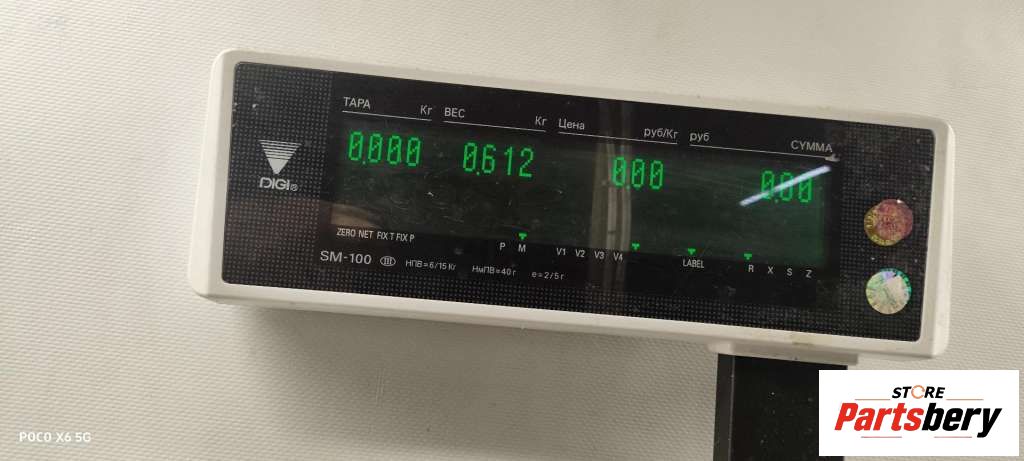 ТАРА Кг ВЕС Кг Цена руб/Кг руб СУММА
0.000 0.612 0.00 0.00
DIGI®
ZERO NET FIX T FIX P P M V1 V2 V3 V4 LABEL R X S Z
SM-100 III НПВ=6/15 Кг НмПВ=40 г e=2/5 г
POCO X6 5G
STORE
Partsbery